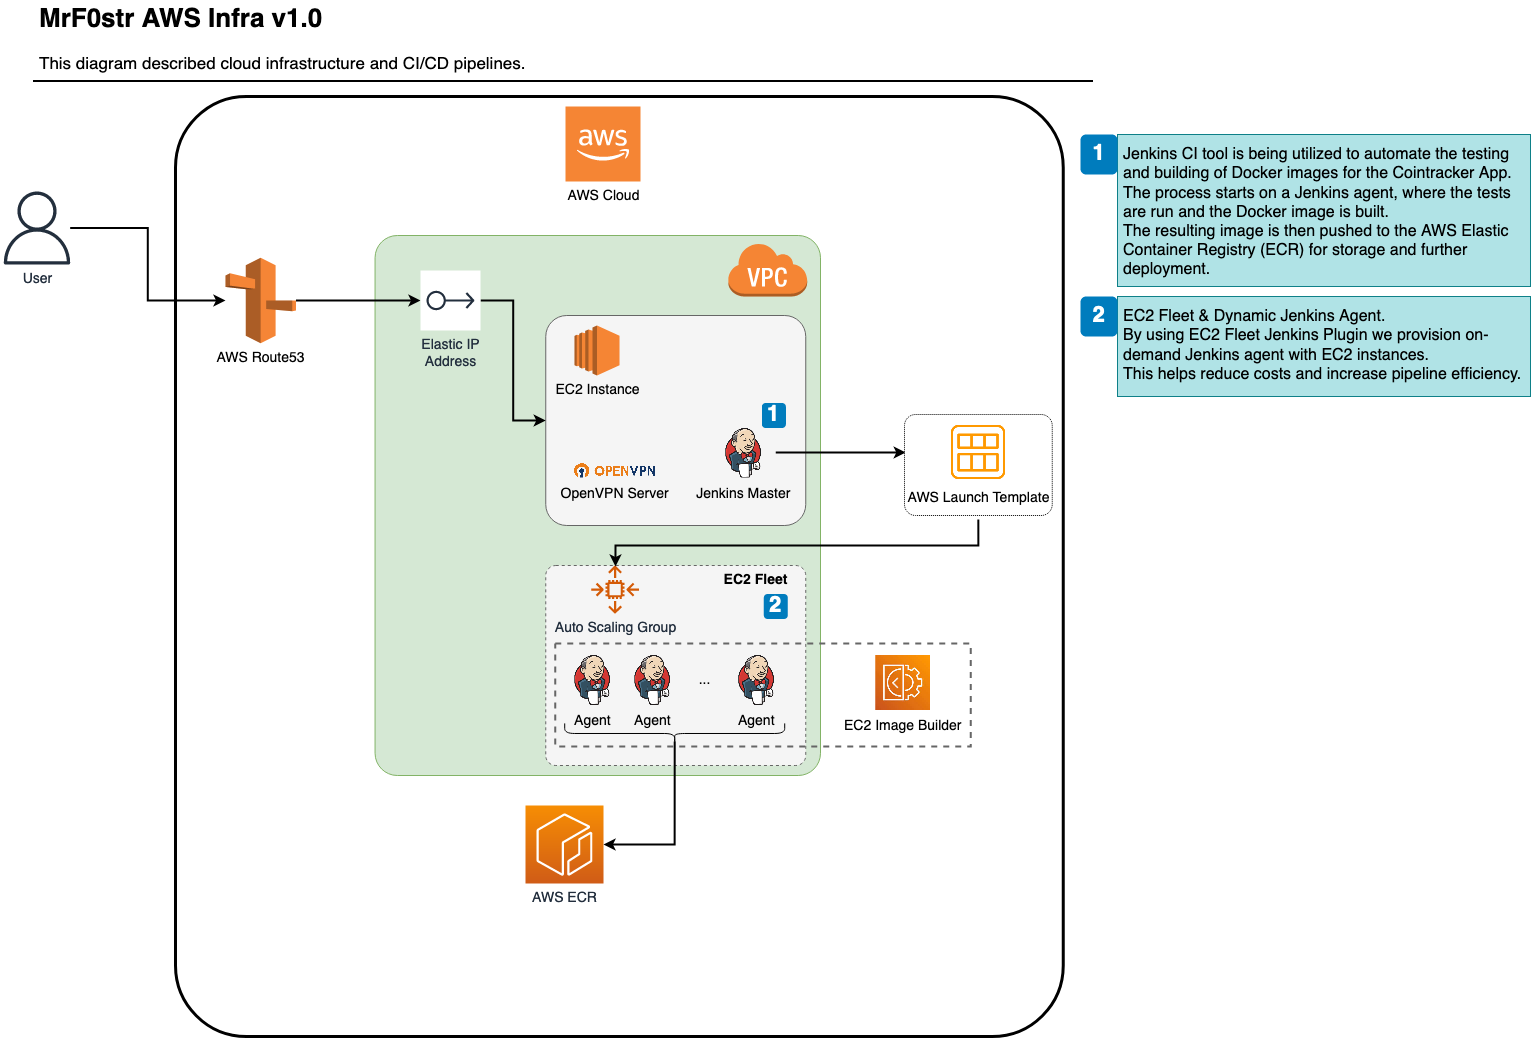 MrF0str AWS Infra v1.0
This diagram described cloud infrastructure and CI/CD pipelines.
aws
AWS Cloud
1
Jenkins CI tool is being utilized to automate the testing
and building of Docker images for the Cointracker App.
The process starts on a Jenkins agent, where the tests
are run and the Docker image is built.
The resulting image is then pushed to the AWS Elastic
Container Registry (ECR) for storage and further
deployment.
2
EC2 Fleet & Dynamic Jenkins Agent.
By using EC2 Fleet Jenkins Plugin we provision on-
demand Jenkins agent with EC2 instances.
This helps reduce costs and increase pipeline efficiency.
User
AWS Route53
Elastic IP
Address
VPC
EC2 Instance
1
OPENVPN
OpenVPN Server
Jenkins Master
AWS Launch Template
EC2 Fleet
2
Auto Scaling Group
...
Agent
Agent
Agent
EC2 Image Builder
AWS ECR